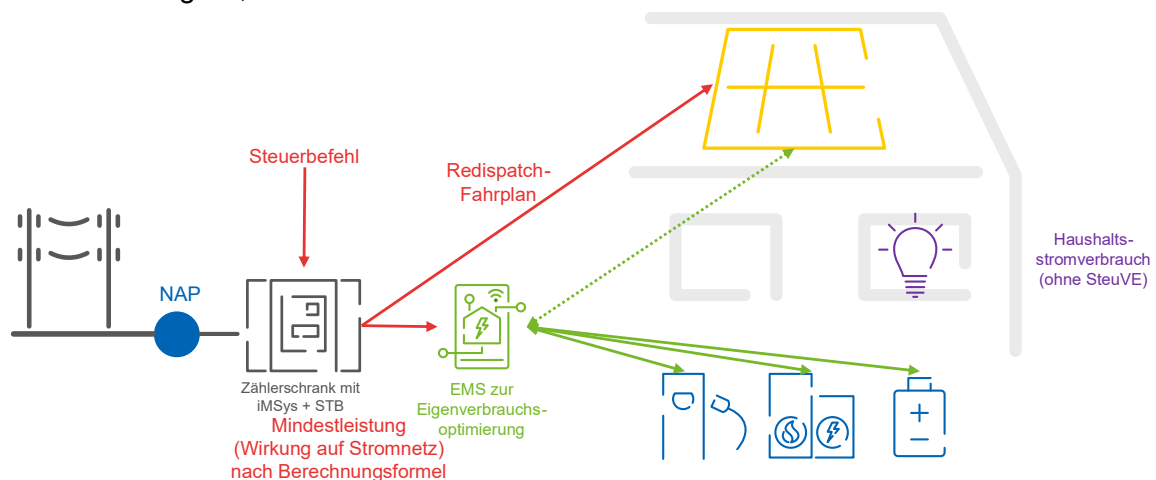 Steuerbefehl
Redispatch-
Fahrplan
Haushalts-
stromverbrauch
(ohne SteuVE)
NAP
Zählerschrank mit
iMSys + STB
EMS zur
Eigenverbrauchs-
optimierung
Mindestleistung
(Wirkung auf Stromnetz)
nach Berechnungsformel